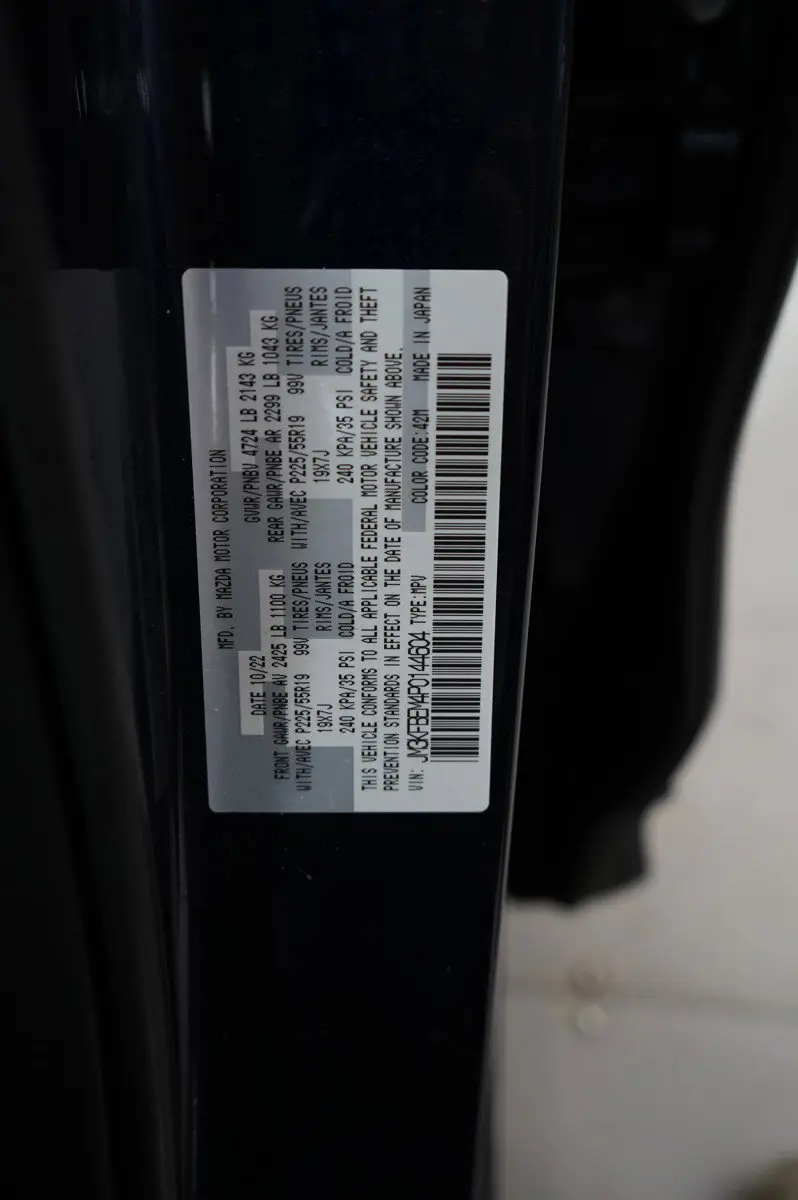 MFD. BY MAZDA MOTOR CORPORATION
DATE 10/22 GVWR/PNBV 4724 LB 2143 KG
FRONT GAWR/PNBE AV 2425 LB 1100 KG REAR GAWR/PNBE AR 2299 LB 1043 KG
WITH/AVEC P225/55R19 99V TIRES/PNEUS WITH/AVEC P225/55R19 99V TIRES/PNEUS
19X7J RIMS/JANTES 19X7J RIMS/JANTES
240 KPA/35 PSI COLD/A FROID 240 KPA/35 PSI COLD/A FROID
THIS VEHICLE CONFORMS TO ALL APPLICABLE FEDERAL MOTOR VEHICLE SAFETY AND THEFT
PREVENTION STANDARDS IN EFFECT ON THE DATE OF MANUFACTURE SHOWN ABOVE.
VIN: JM3KFBEM4P0144604 TYPE:MPV COLOR CODE:42M MADE IN JAPAN